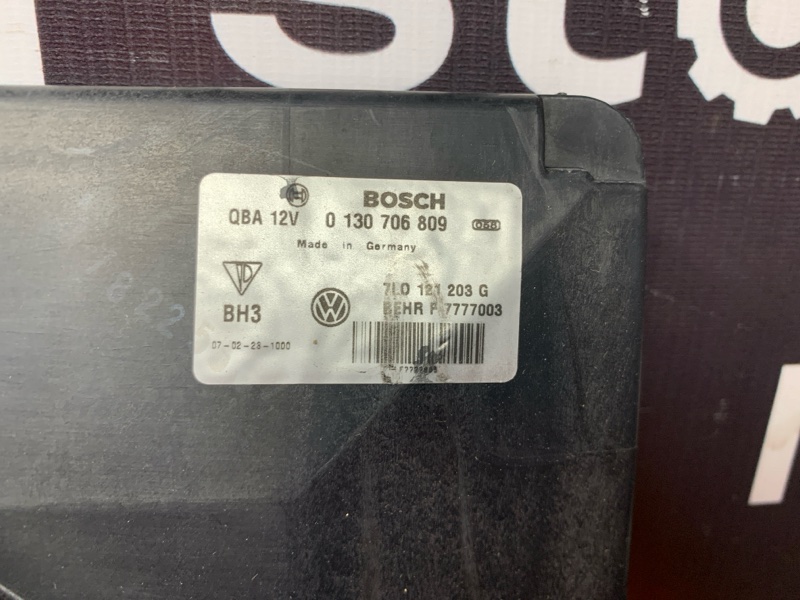 BOSCH
QBA 12V 0 130 706 809 058
Made in Germany
7L0 121 203 G
BH3 BEHR F 7777003
07-02-28-1000